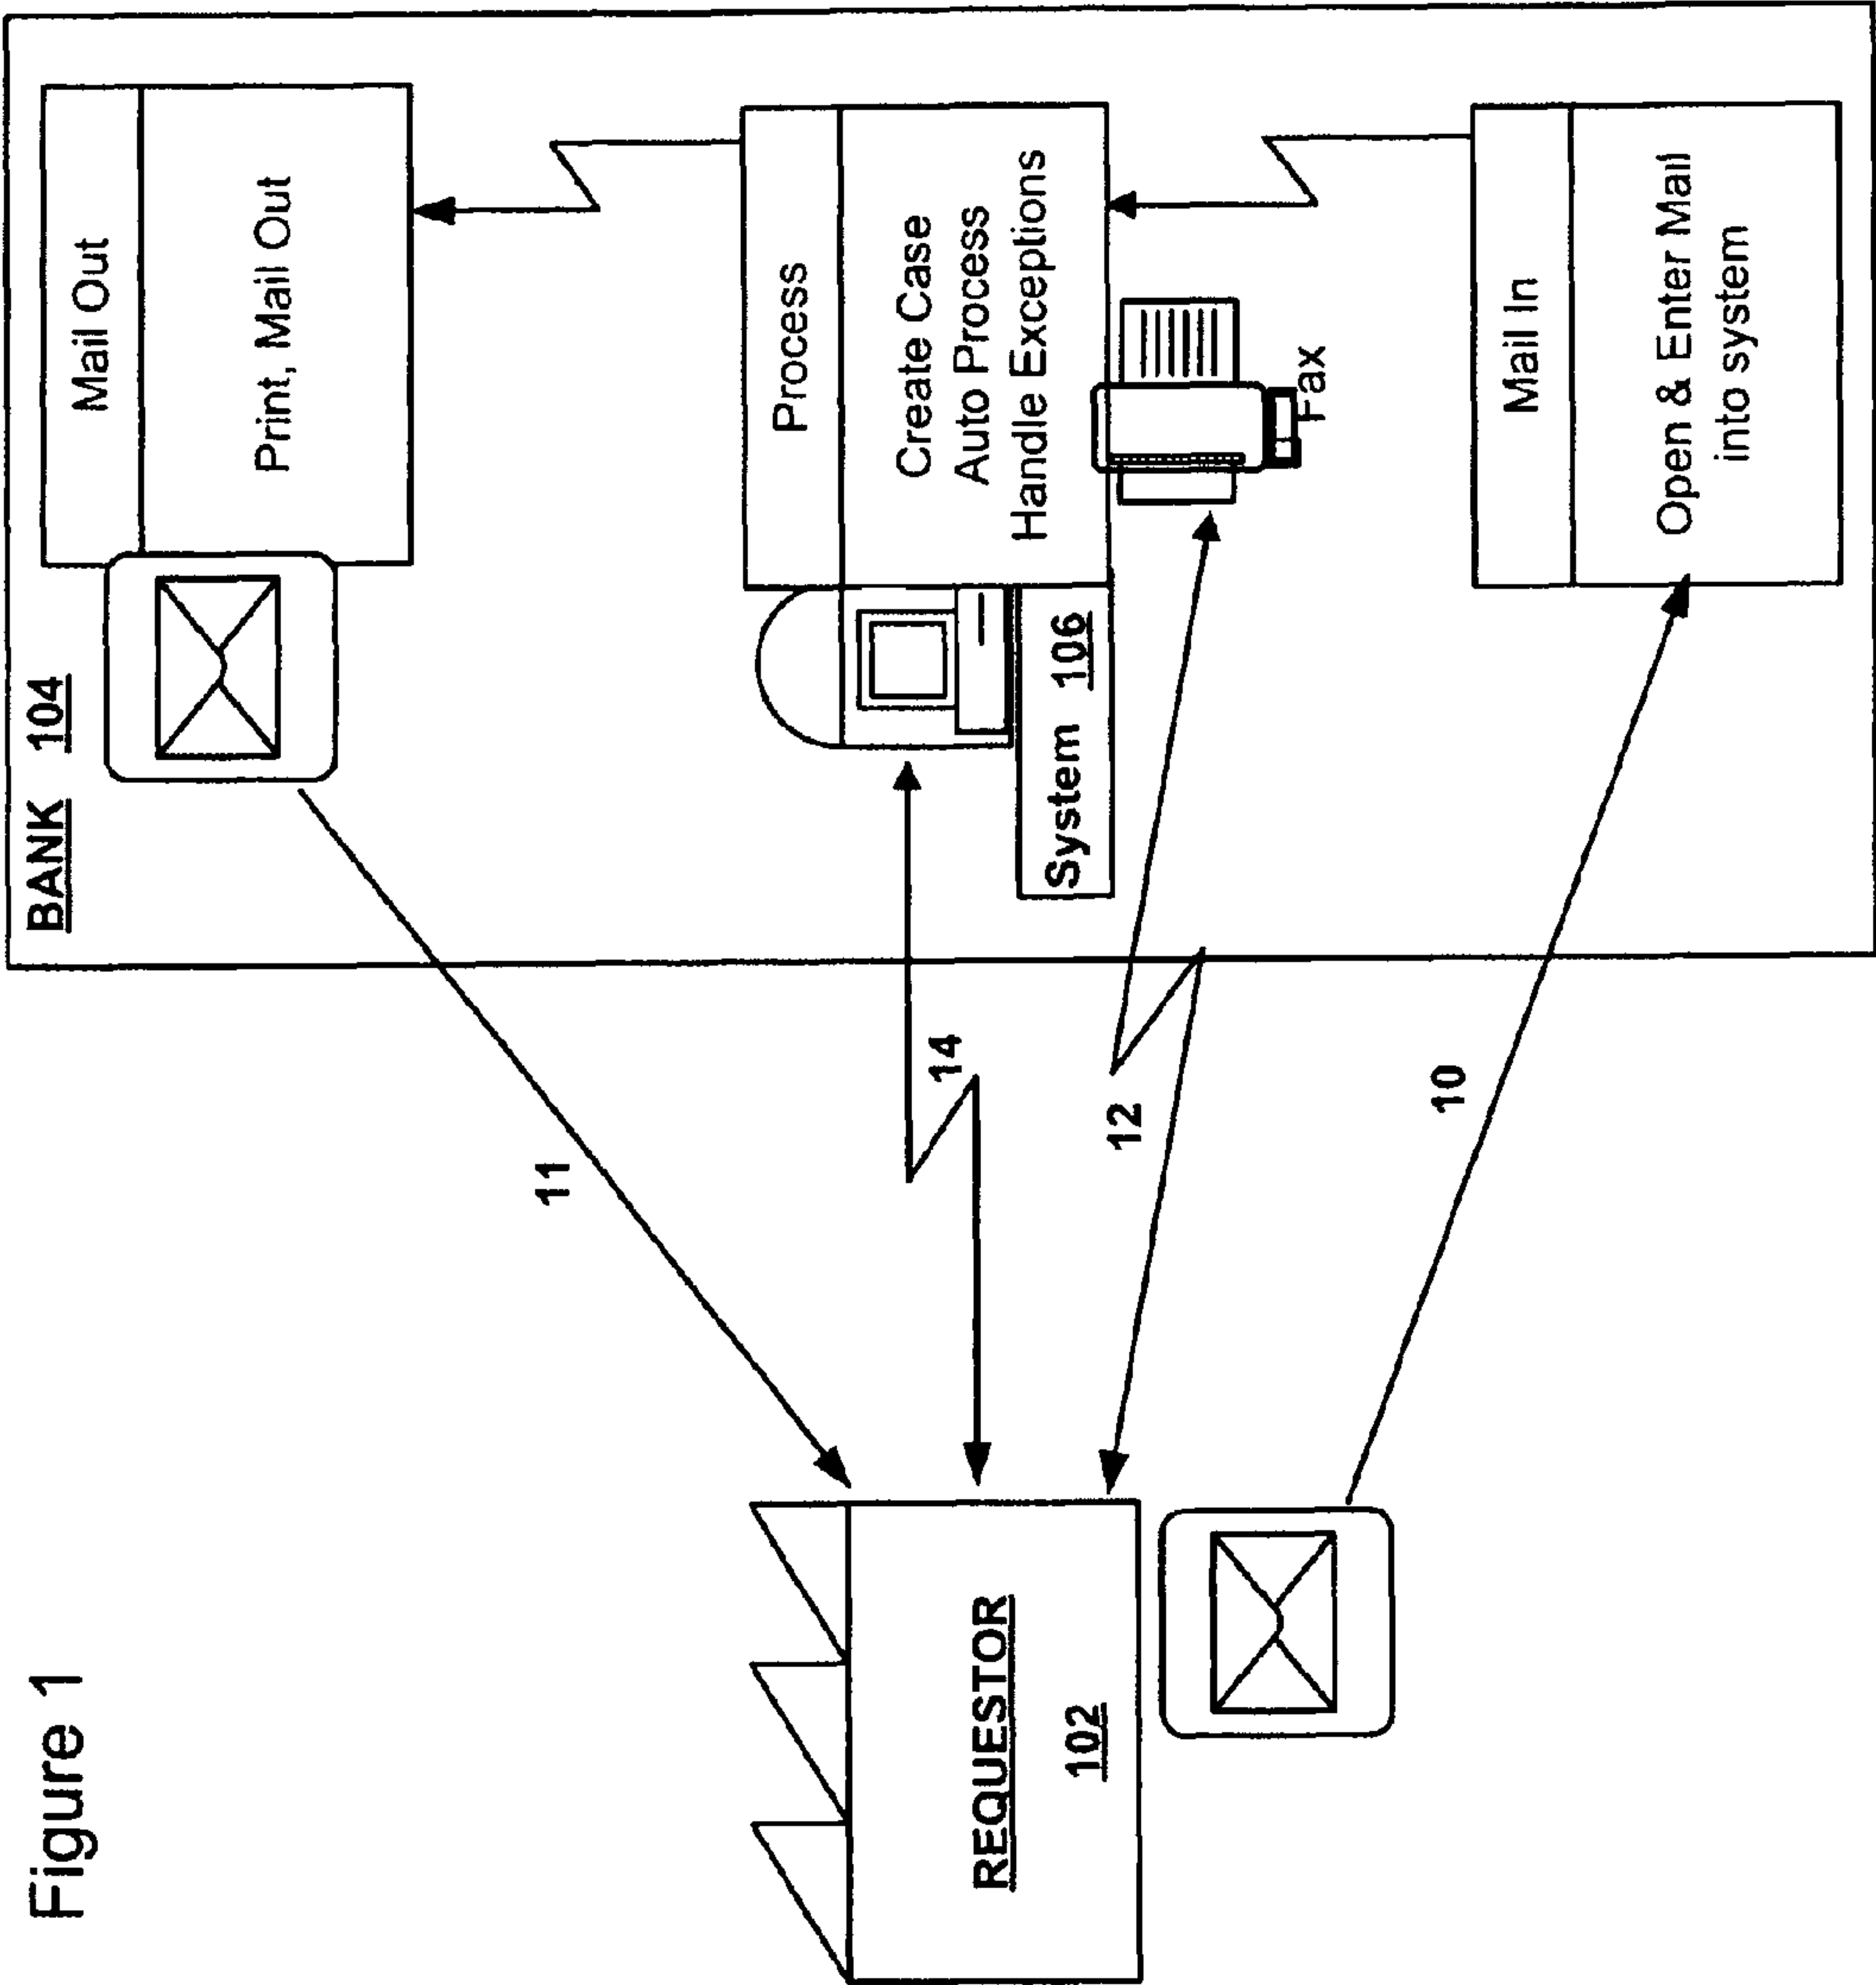 Figure 1
BANK 104
Mail Out
Print, Mail Out
11
Process
Create Case
Auto Process
Handle Exceptions
14
System 106
REQUESTOR
102
12
Fax
10
Mail In
Open & Enter Mail
into system